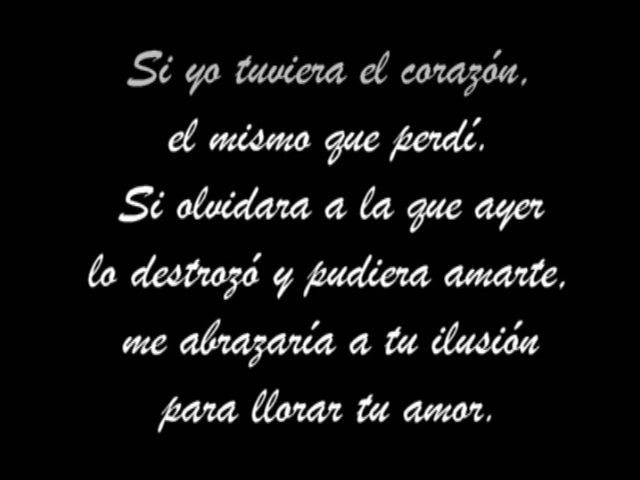 Si yo tuviera el corazón,
el mismo que perdí.
Si olvidara a la que ayer
lo destrozó y pudiera amarte,
me abrazaría a tu ilusión
para llorar tu amor.